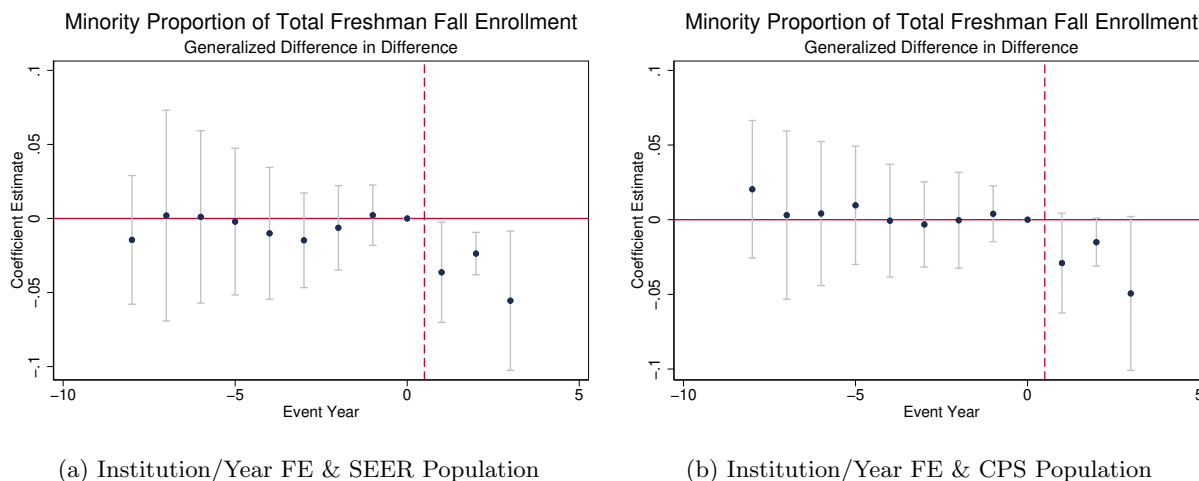 Minority Proportion of Total Freshman Fall Enrollment
Generalized Difference in Difference
.1
.05
0
-.05
-.1
Coefficient Estimate
-10
-5
0
5
Event Year
(a) Institution/Year FE & SEER Population
Minority Proportion of Total Freshman Fall Enrollment
Generalized Difference in Difference
.1
.05
0
-.05
-.1
Coefficient Estimate
-10
-5
0
5
Event Year
(b) Institution/Year FE & CPS Population